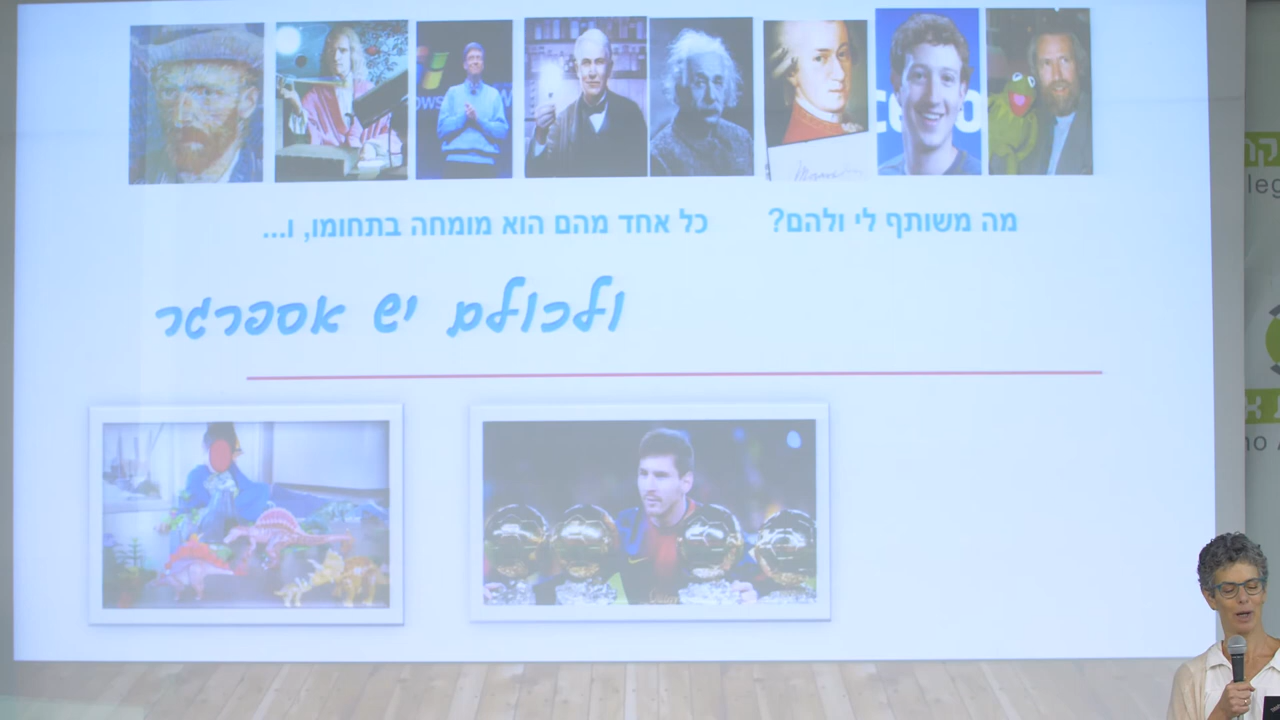 מה משותף לי ולהם?    כל אחד מהם הוא מומחה בתחומו, ו...
ולכולם יש אספרגר